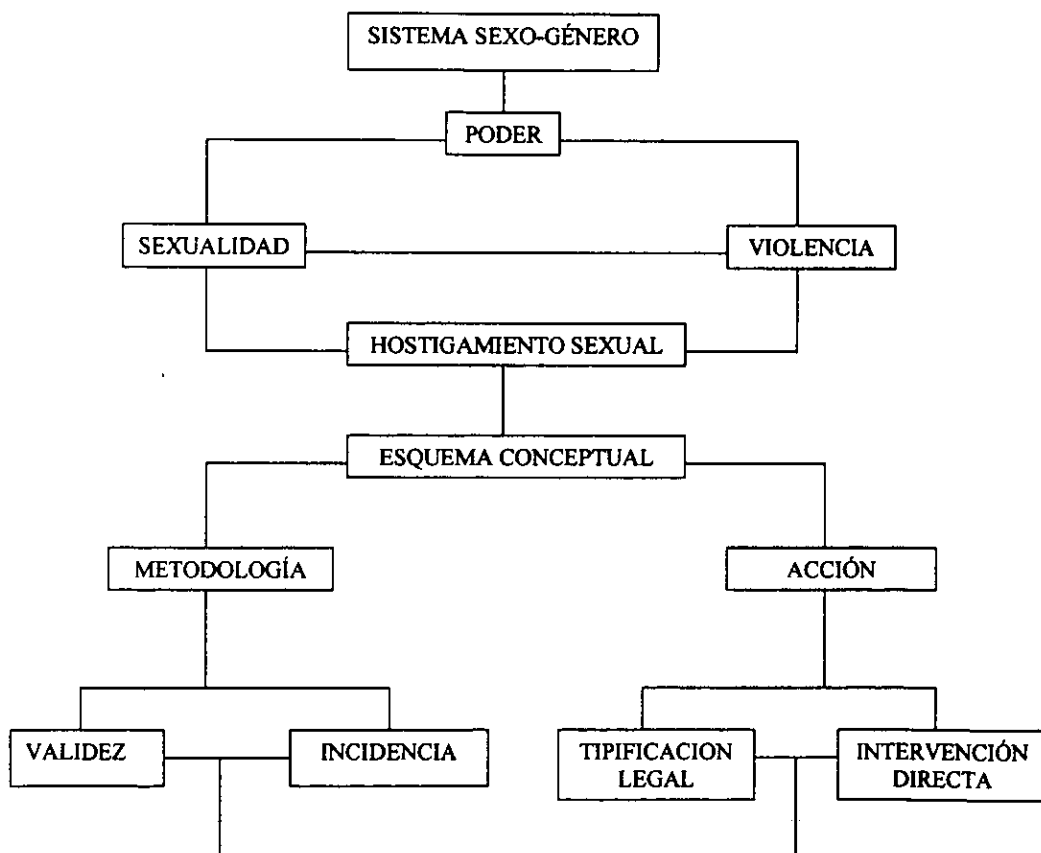 SISTEMA SEXO-GÉNERO
PODER
SEXUALIDAD
VIOLENCIA
HOSTIGAMIENTO SEXUAL
ESQUEMA CONCEPTUAL
METODOLOGÍA
ACCIÓN
VALIDEZ
INCIDENCIA
TIPIFICACION
LEGAL
INTERVENCIÓN
DIRECTA